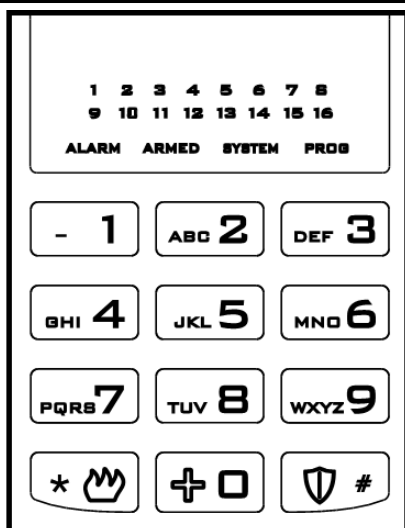 1 2 3 4 5 6 7 8
9 10 11 12 13 14 15 16
ALARM ARMED SYSTEM PROG
- 1 ABC 2 DEF 3
GHI 4 JKL 5 MNO 6
PQRS 7 TUV 8 WXYZ 9
* 0 #